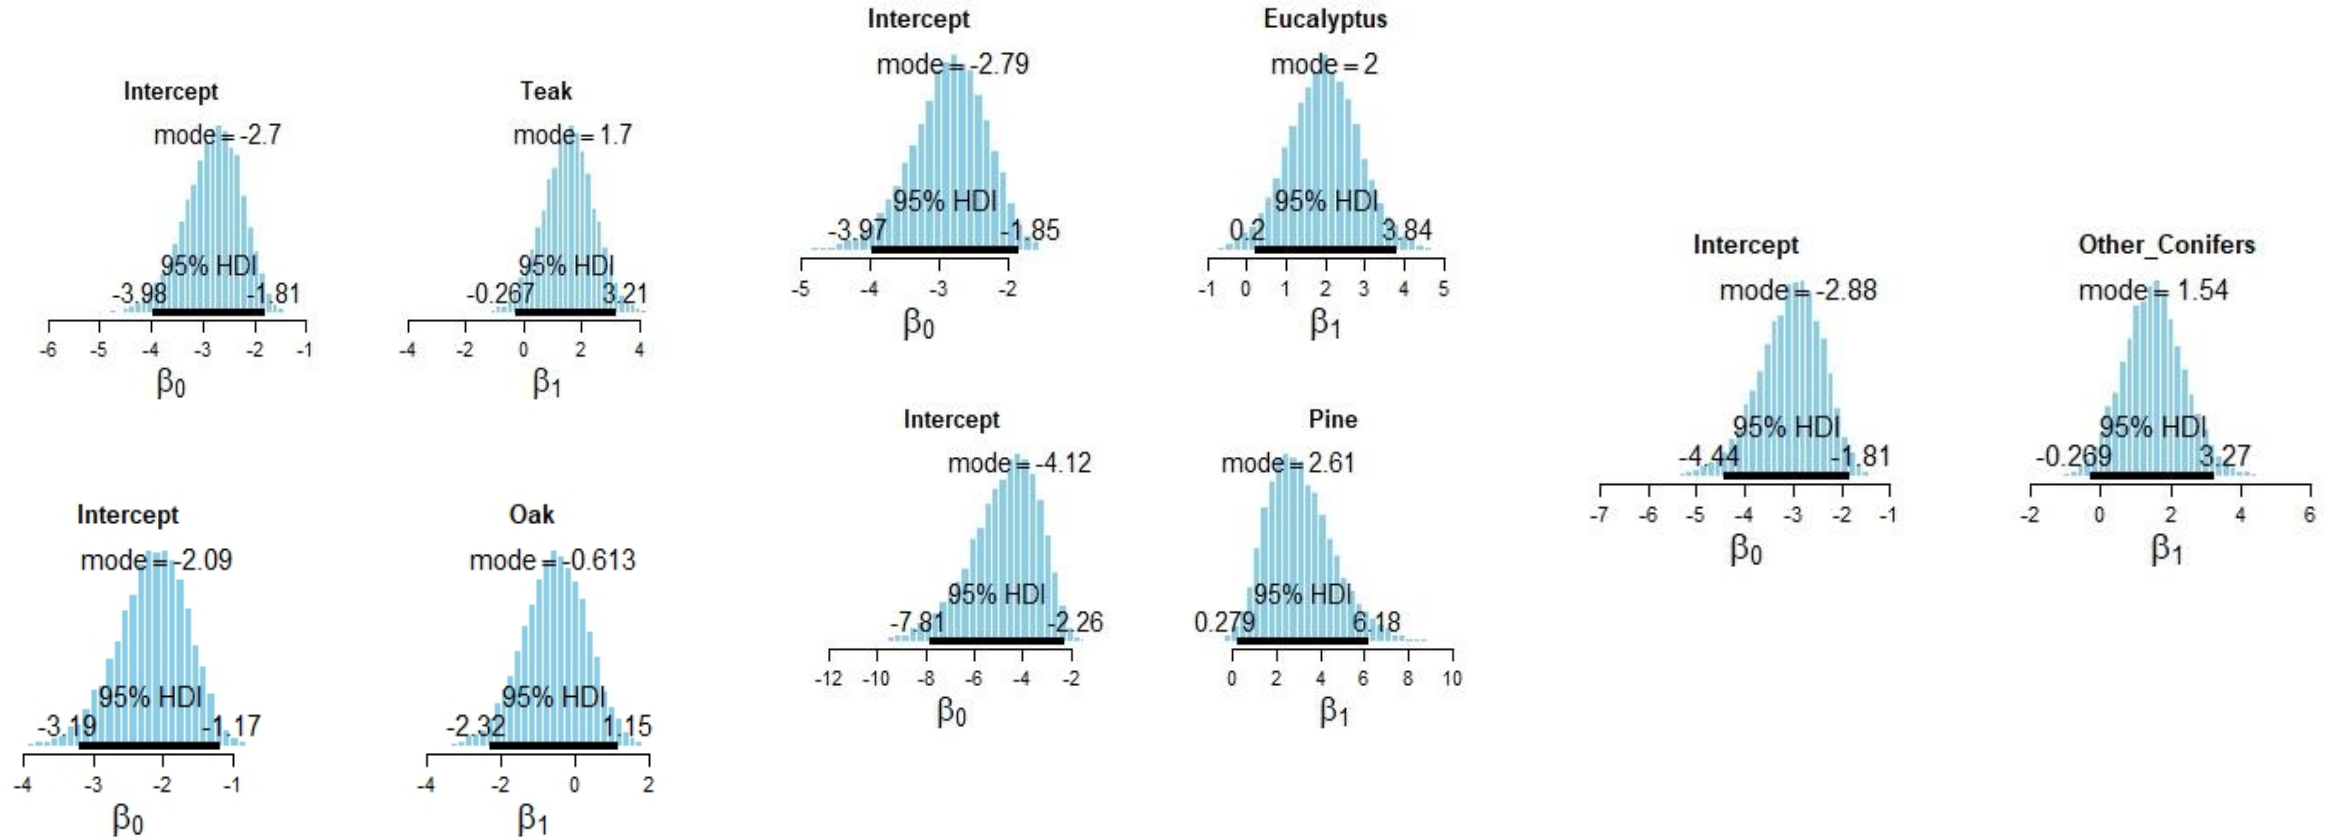 Intercept
mode = -2.7
95% HDI
-3.98 -1.81
-6 -5 -4 -3 -2 -1
β0
Teak
mode = 1.7
95% HDI
-0.267 3.21
-4 -2 0 2 4
β1
Intercept
mode = -2.09
95% HDI
-3.19 -1.17
-4 -3 -2 -1
β0
Oak
mode = -0.613
95% HDI
-2.32 1.15
-4 -2 0 2
β1
Intercept
mode = -2.79
95% HDI
-3.97 -1.85
-5 -4 -3 -2
β0
Eucalyptus
mode = 2
95% HDI
0.2 3.84
-1 0 1 2 3 4 5
β1
Intercept
mode = -4.12
95% HDI
-7.81 -2.26
-12 -10 -8 -6 -4 -2
β0
Pine
mode = 2.61
95% HDI
0.279 6.18
0 2 4 6 8 10
β1
Intercept
mode = -2.88
95% HDI
-4.44 -1.81
-7 -6 -5 -4 -3 -2 -1
β0
Other_Conifers
mode = 1.54
95% HDI
-0.269 3.27
-2 0 2 4 6
β1